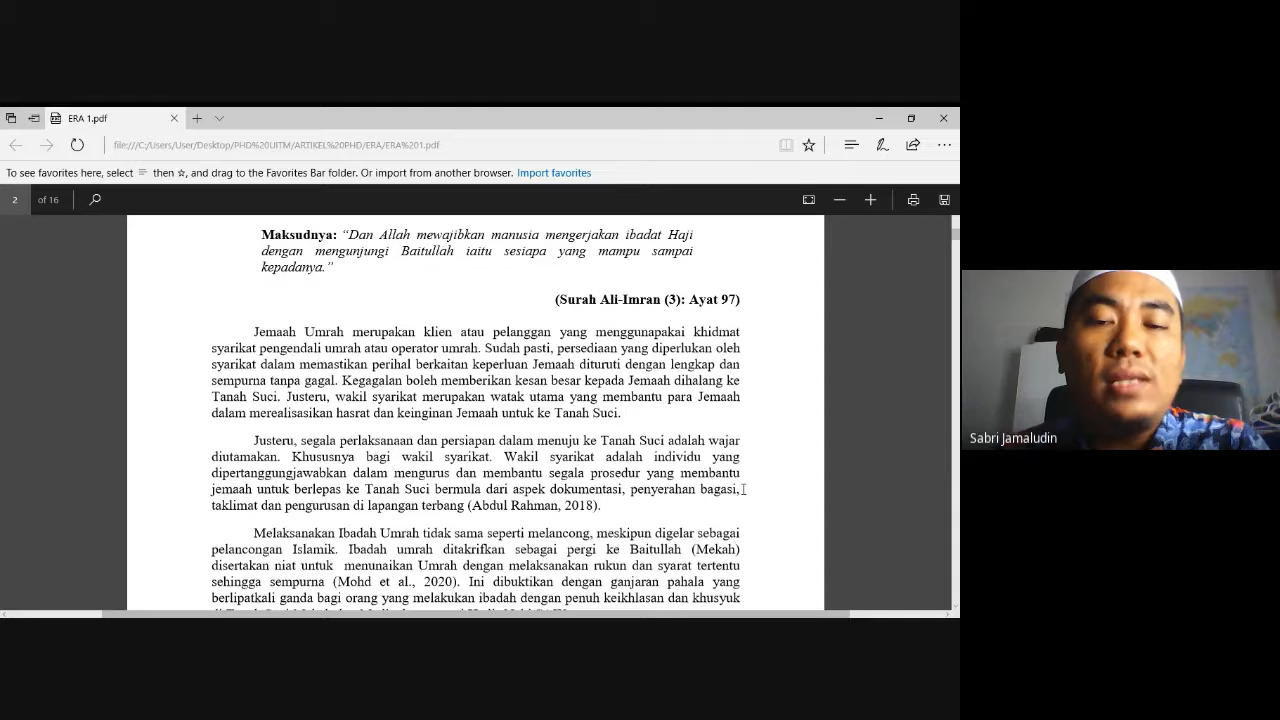 ERA 1.pdf
file:///C:/Users/User/Desktop/PHD%20UITM/ARTIKEL%20PHD/ERA/ERA%201.pdf
To see favorites here, select then , and drag to the Favorites Bar folder. Or import from another browser. Import favorites
2 of 16
Maksudnya: “Dan Allah mewajibkan manusia mengerjakan ibadat Haji
dengan mengunjungi Baitullah iaitu sesiapa yang mampu sampai
kepadanya.”
(Surah Ali-Imran (3): Ayat 97)
Jemaah Umrah merupakan klien atau pelanggan yang menggunapakai khidmat
syarikat pengendali umrah atau operator umrah. Sudah pasti, persediaan yang diperlukan oleh
syarikat dalam memastikan perihal berkaitan keperluan Jemaah dituruti dengan lengkap dan
sempurna tanpa gagal. Kegagalan boleh memberikan kesan besar kepada Jemaah dihalang ke
Tanah Suci. Justeru, wakil syarikat merupakan watak utama yang membantu para Jemaah
dalam merealisasikan hasrat dan keinginan Jemaah untuk ke Tanah Suci.
Justeru, segala perlaksanaan dan persiapan dalam menuju ke Tanah Suci adalah wajar
diutamakan. Khususnya bagi wakil syarikat. Wakil syarikat adalah individu yang
dipertanggungjawabkan dalam mengurus dan membantu segala prosedur yang membantu
jemaah untuk berlepas ke Tanah Suci bermula dari aspek dokumentasi, penyerahan bagasi,
taklimat dan pengurusan di lapangan terbang (Abdul Rahman, 2018).
Melaksanakan Ibadah Umrah tidak sama seperti melancong, meskipun digelar sebagai
pelancongan Islamik. Ibadah umrah ditakrifkan sebagai pergi ke Baitullah (Mekah)
disertakan niat untuk menunaikan Umrah dengan melaksanakan rukun dan syarat tertentu
sehingga sempurna (Mohd et al., 2020). Ini dibuktikan dengan ganjaran pahala yang
berlipatkali ganda bagi orang yang melakukan ibadah dengan penuh keikhlasan dan khusyuk
Sabri Jamaludin